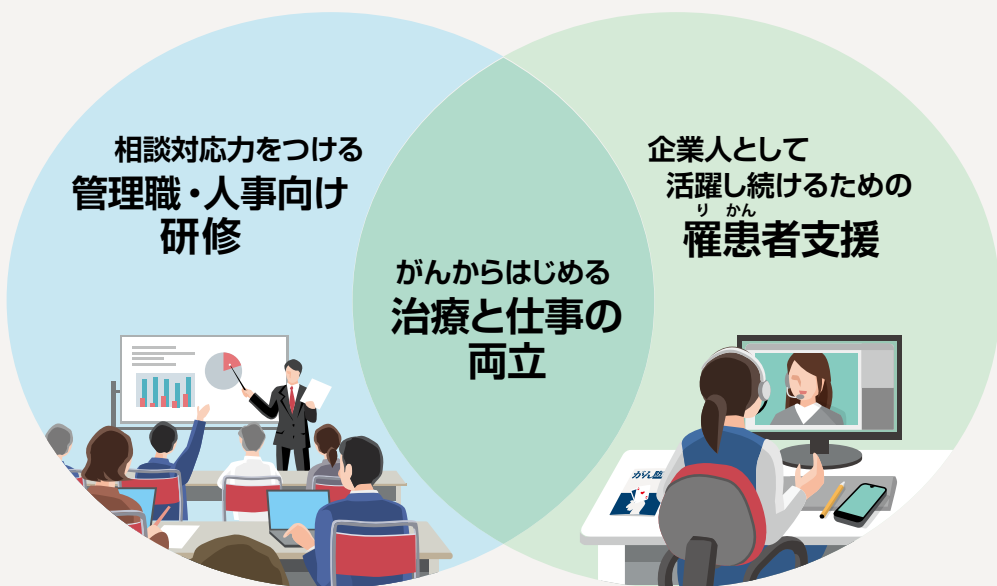 相談対応力をつける
管理職・人事向け
研修
がんからはじめる
治療と仕事の
両立
企業人として
活躍し続けるための
り かん
罹患者支援